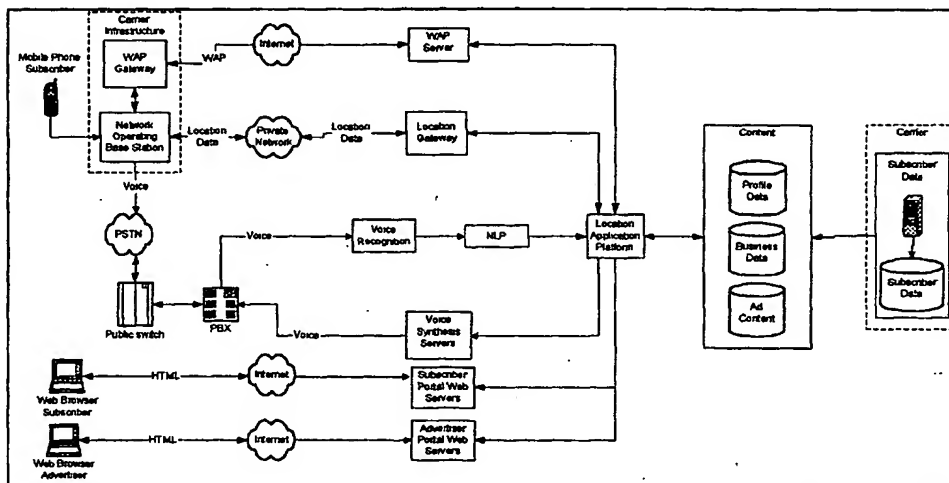 Carrier
Infrastructure
Mobile Phone
Subscriber
WAP
Gateway
WAP
Internet
WAP
Server
Network
Operating
Base Station
Location
Data
Private
Network
Location
Data
Location
Gateway
Voice
PSTN
Public switch
PBX
Voice
Voice
Recognition
NLP
Location
Application
Platform
Voice
Voice
Synthesis
Servers
Content
Profile
Data
Business
Data
Ad
Content
Carrier
Subscriber
Data
Subscriber
Data
Web Browser
Subscriber
HTML
Internet
Subscriber
Portal Web
Servers
Web Browser
Advertiser
HTML
Internet
Advertiser
Portal Web
Servers